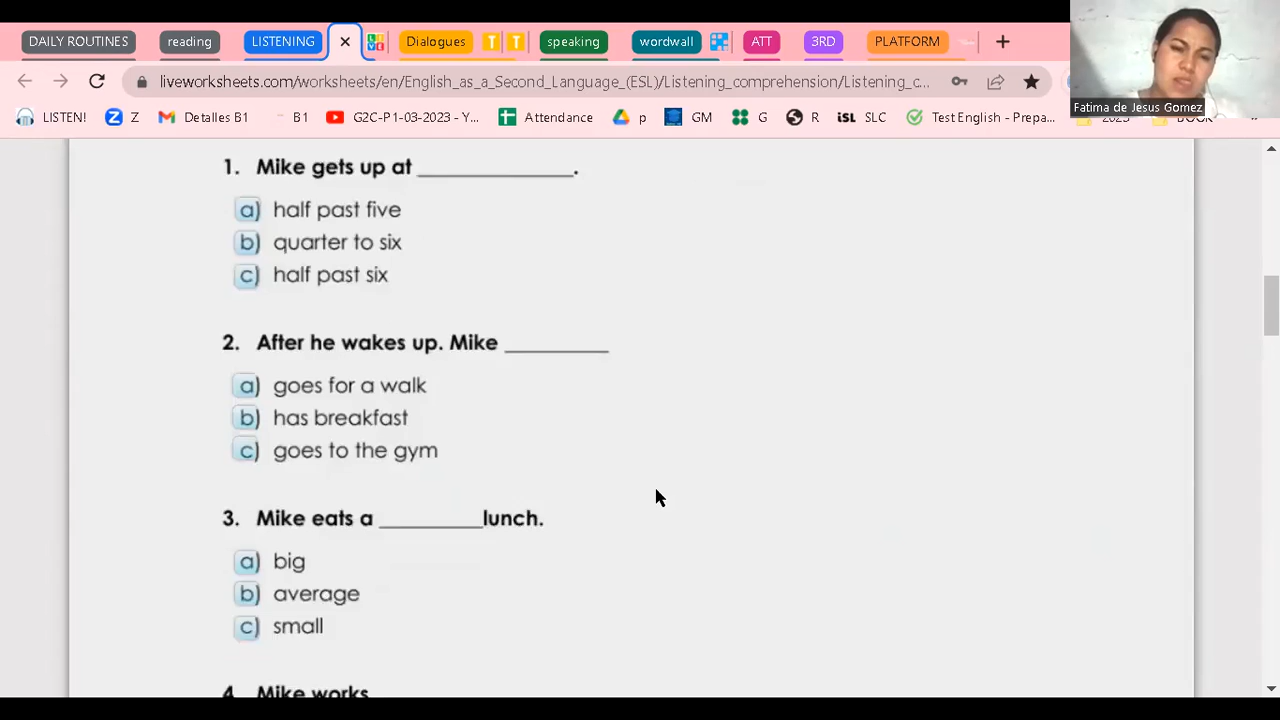 DAILY ROUTINES reading LISTENING Dialogues T T speaking wordwall ATT 3RD PLATFORM
liveworksheets.com/worksheets/en/English_as_a_Second_Language_(ESL)/Listening_comprehension/Listening_c...
Fatima de Jesus Gomez
LISTEN! Z Detalles B1 B1 G2C-P1-03-2023 - Y... Attendance p GM G R iSL SLC Test English - Prepa... 2023 BOOK
1. Mike gets up at ______________.
a) half past five
b) quarter to six
c) half past six
2. After he wakes up. Mike __________
a) goes for a walk
b) has breakfast
c) goes to the gym
3. Mike eats a __________lunch.
a) big
b) average
c) small
4. Mike works